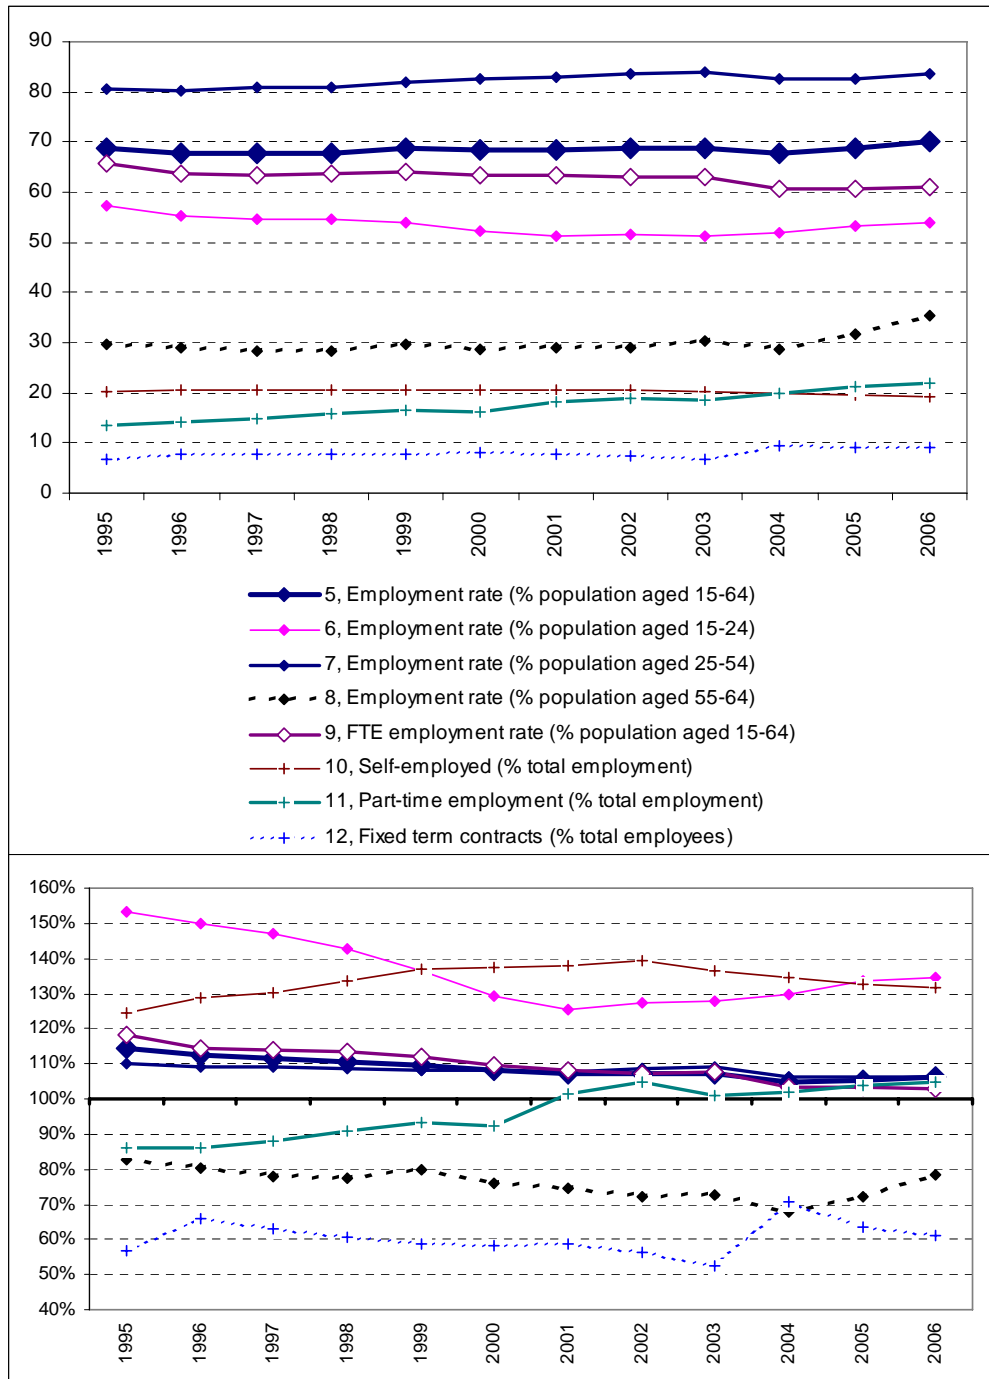 90
80
70
60
50
40
30
20
10
0
1995 1996 1997 1998 1999 2000 2001 2002 2003 2004 2005 2006
5, Employment rate (% population aged 15-64)
6, Employment rate (% population aged 15-24)
7, Employment rate (% population aged 25-54)
8, Employment rate (% population aged 55-64)
9, FTE employment rate (% population aged 15-64)
10, Self-employed (% total employment)
11, Part-time employment (% total employment)
12, Fixed term contracts (% total employees)
160%
150%
140%
130%
120%
110%
100%
90%
80%
70%
60%
50%
40%
1995 1996 1997 1998 1999 2000 2001 2002 2003 2004 2005 2006